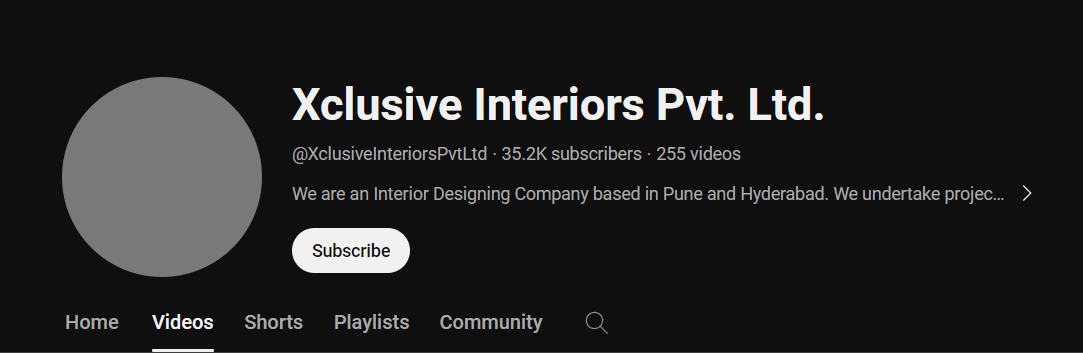 Xclusive Interiors Pvt. Ltd.
@XclusiveInteriorsPvtLtd · 35.2K subscribers · 255 videos
We are an Interior Designing Company based in Pune and Hyderabad. We undertake projec...
Subscribe
Home Videos Shorts Playlists Community